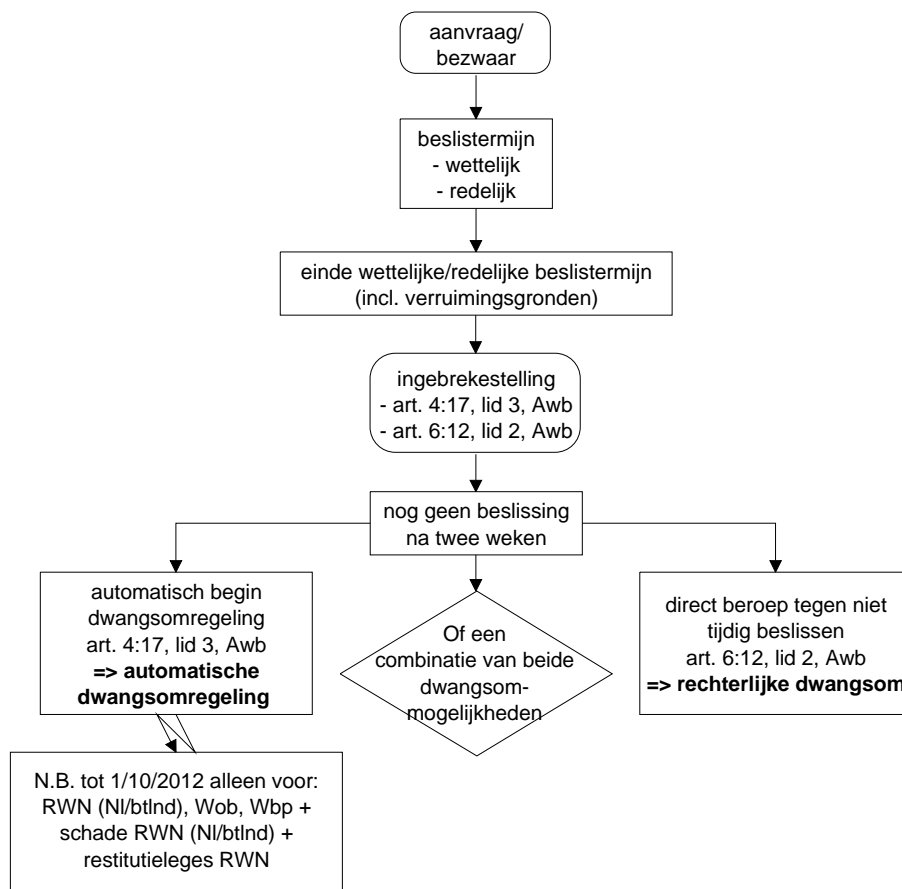 aanvraag/
bezwaar
beslistermijn
- wettelijk
- redelijk
einde wettelijke/redelijke beslistermijn
(incl. verruimingsgronden)
ingebrekestelling
- art. 4:17, lid 3, Awb
- art. 6:12, lid 2, Awb
nog geen beslissing
na twee weken
automatisch begin
dwangsomregeling
art. 4:17, lid 3, Awb
=> automatische
dwangsomregeling
Of een
combinatie van beide
dwangsom-
mogelijkheden
direct beroep tegen niet
tijdig beslissen
art. 6:12, lid 2, Awb
=> rechterlijke dwangsom
N.B. tot 1/10/2012 alleen voor:
RWN (Nl/btlnd), Wob, Wbp +
schade RWN (Nl/btlnd) +
restitutieleges RWN